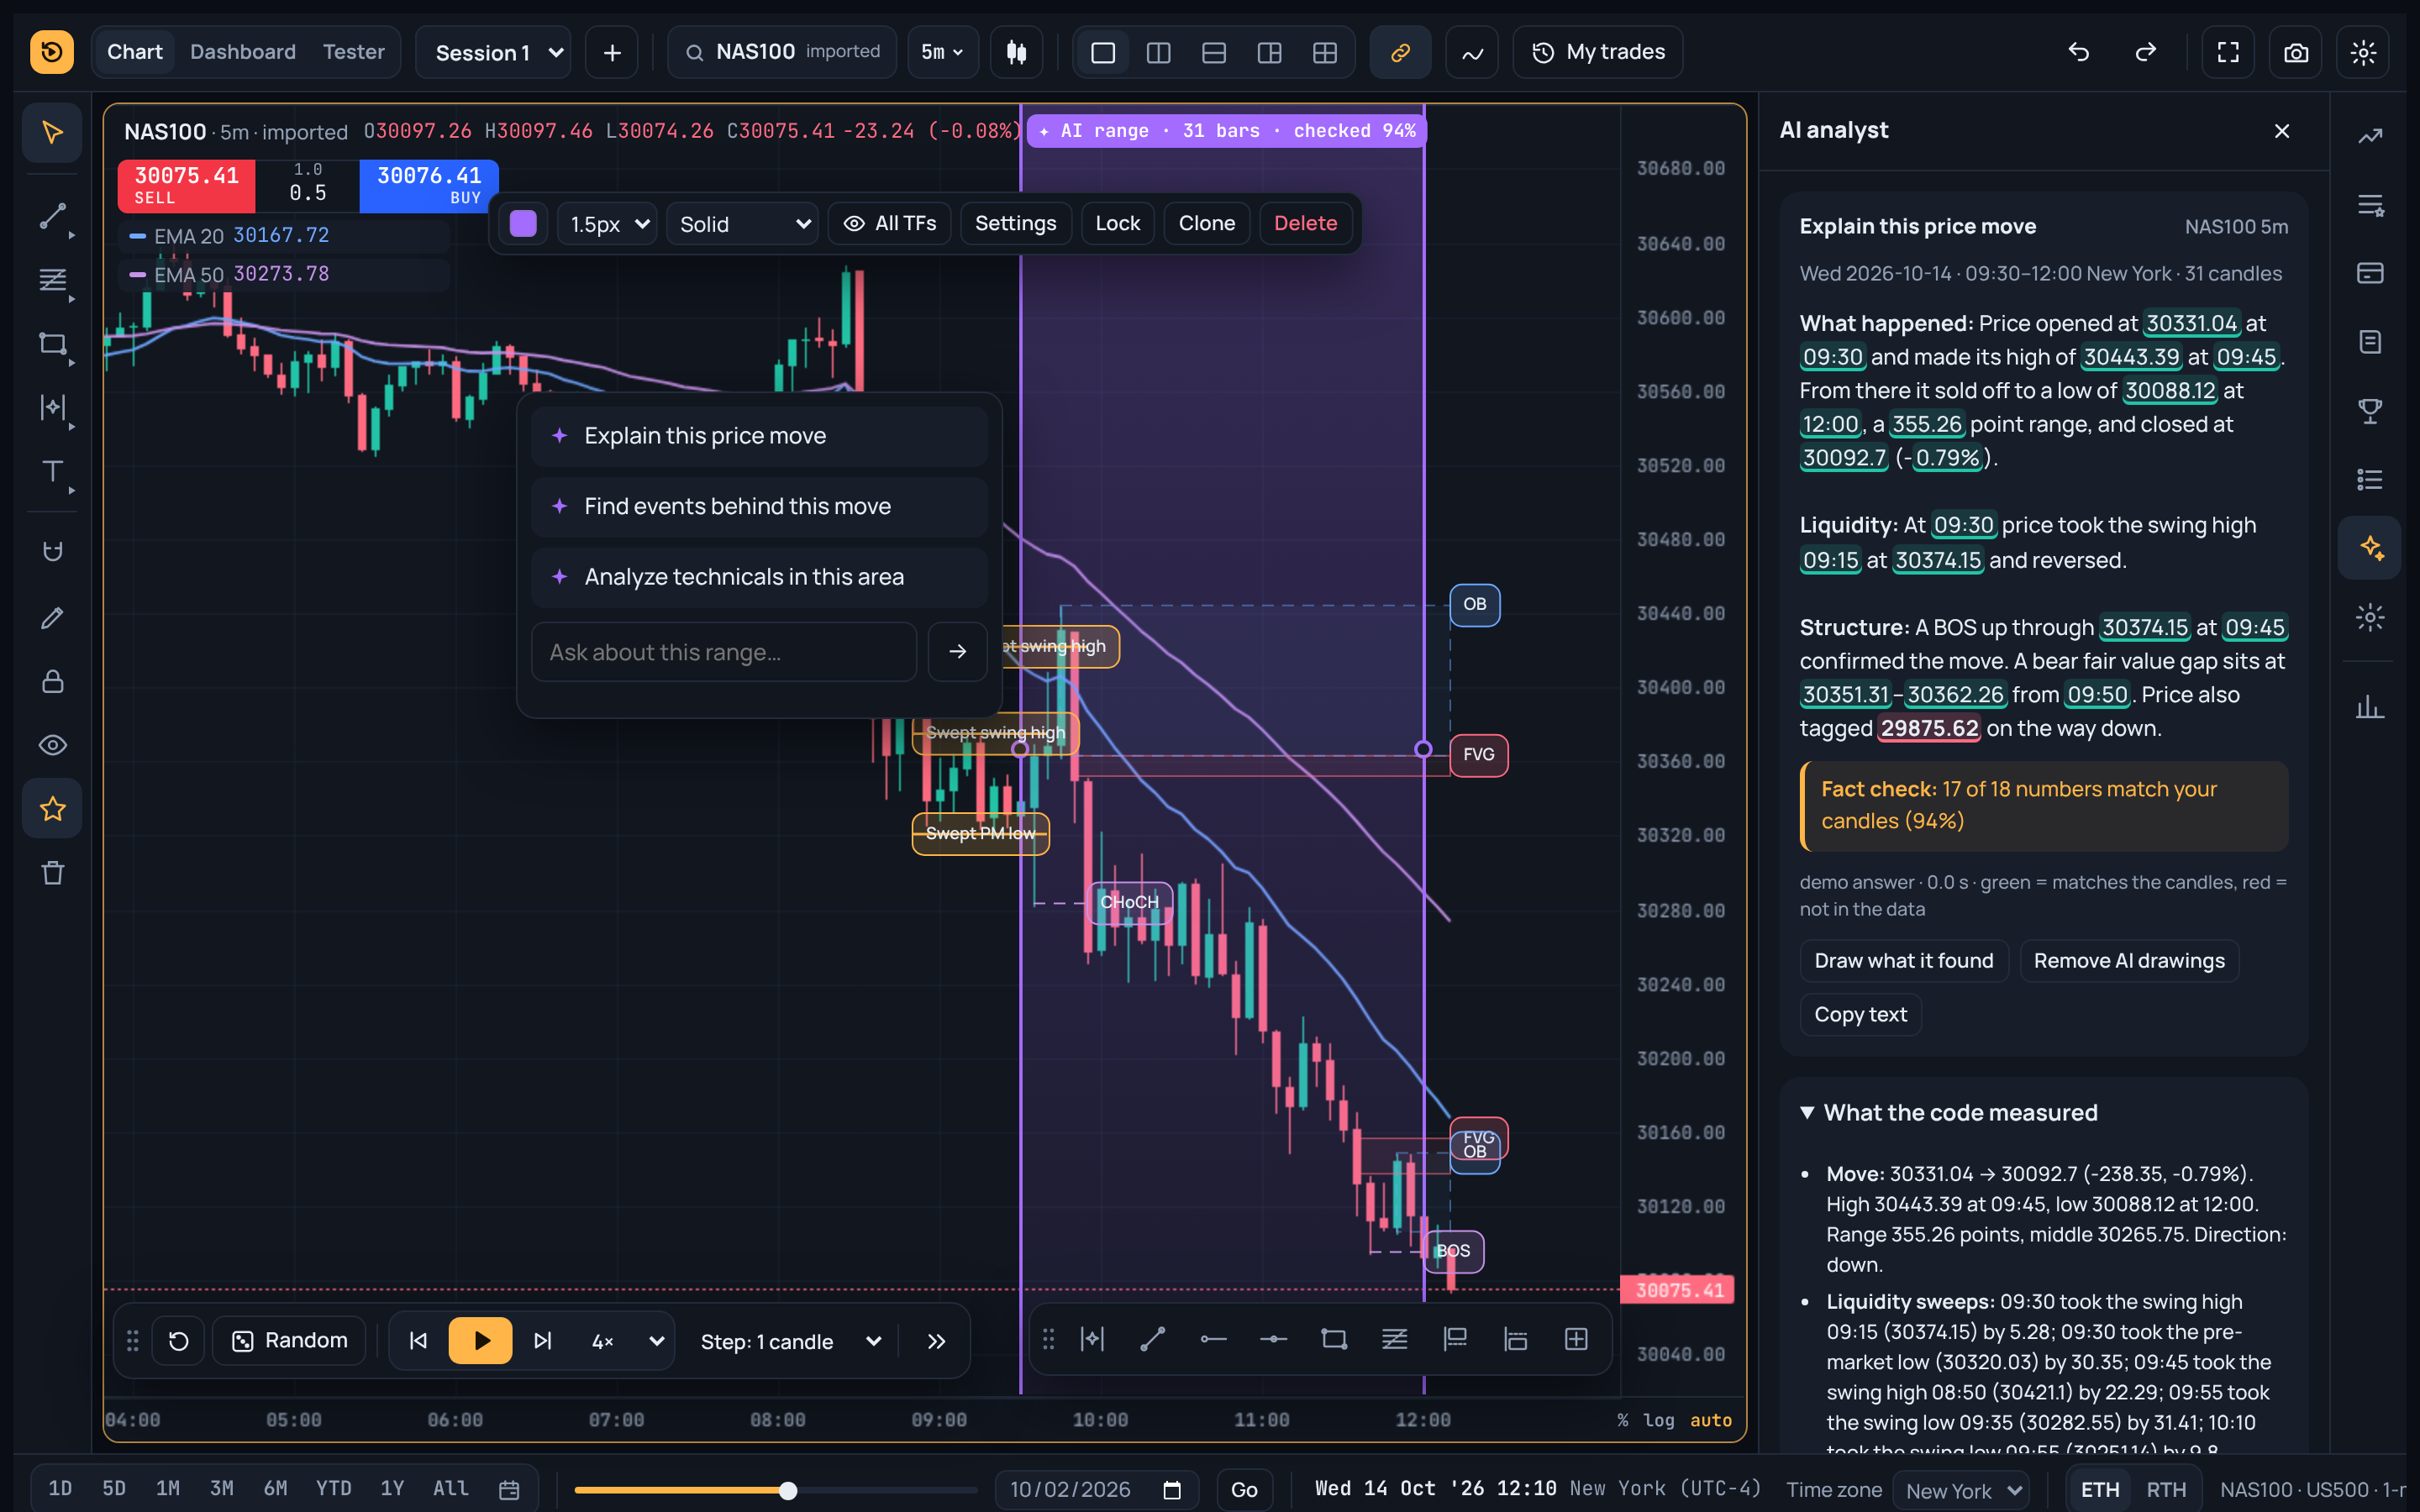 Chart Dashboard Tester Session 1 NAS100 imported 5m My trades
NAS100 · 5m · imported O30097.26 H30097.46 L30074.26 C30075.41 -23.24 (-0.08%)
AI range · 31 bars · checked 94%
30075.41 1.0 30076.41
SELL 0.5 BUY
EMA 20 30167.72
EMA 50 30273.78
1.5px Solid All TFs Settings Lock Clone Delete
Explain this price move
Find events behind this move
Analyze technicals in this area
Ask about this range...
swing high
Swept swing high
Swept PM low
CHoCH
OB
FVG
FVG
OB
BOS
30680.00
30640.00
30600.00
30560.00
30520.00
30480.00
30440.00
30400.00
30360.00
30320.00
30280.00
30240.00
30200.00
30160.00
30120.00
30075.41
30040.00
Random 4× Step: 1 candle
04:00 05:00 06:00 07:00 08:00 09:00 10:00 11:00 12:00 % log auto
AI analyst
Explain this price move NAS100 5m
Wed 2026-10-14 · 09:30–12:00 New York · 31 candles
What happened: Price opened at 30331.04 at
09:30 and made its high of 30443.39 at 09:45.
From there it sold off to a low of 30088.12 at
12:00, a 355.26 point range, and closed at
30092.7 (-0.79%).
Liquidity: At 09:30 price took the swing high
09:15 at 30374.15 and reversed.
Structure: A BOS up through 30374.15 at 09:45
confirmed the move. A bear fair value gap sits at
30351.31–30362.26 from 09:50. Price also
tagged 29875.62 on the way down.
Fact check: 17 of 18 numbers match your
candles (94%)
demo answer · 0.0 s · green = matches the candles, red =
not in the data
Draw what it found Remove AI drawings
Copy text
What the code measured
Move: 30331.04 → 30092.7 (-238.35, -0.79%).
High 30443.39 at 09:45, low 30088.12 at 12:00.
Range 355.26 points, middle 30265.75. Direction:
down.
Liquidity sweeps: 09:30 took the swing high
09:15 (30374.15) by 5.28; 09:30 took the pre-
market low (30320.03) by 30.35; 09:45 took the
swing high 08:50 (30421.1) by 22.29; 09:55 took
the swing low 09:35 (30282.55) by 31.41; 10:10
took the swing low 09:55 (30251.14) by 9.8
1D 5D 1M 3M 6M YTD 1Y All 10/02/2026 Go Wed 14 Oct '26 12:10 New York (UTC-4) Time zone New York ETH RTH NAS100 · US500 · 1-